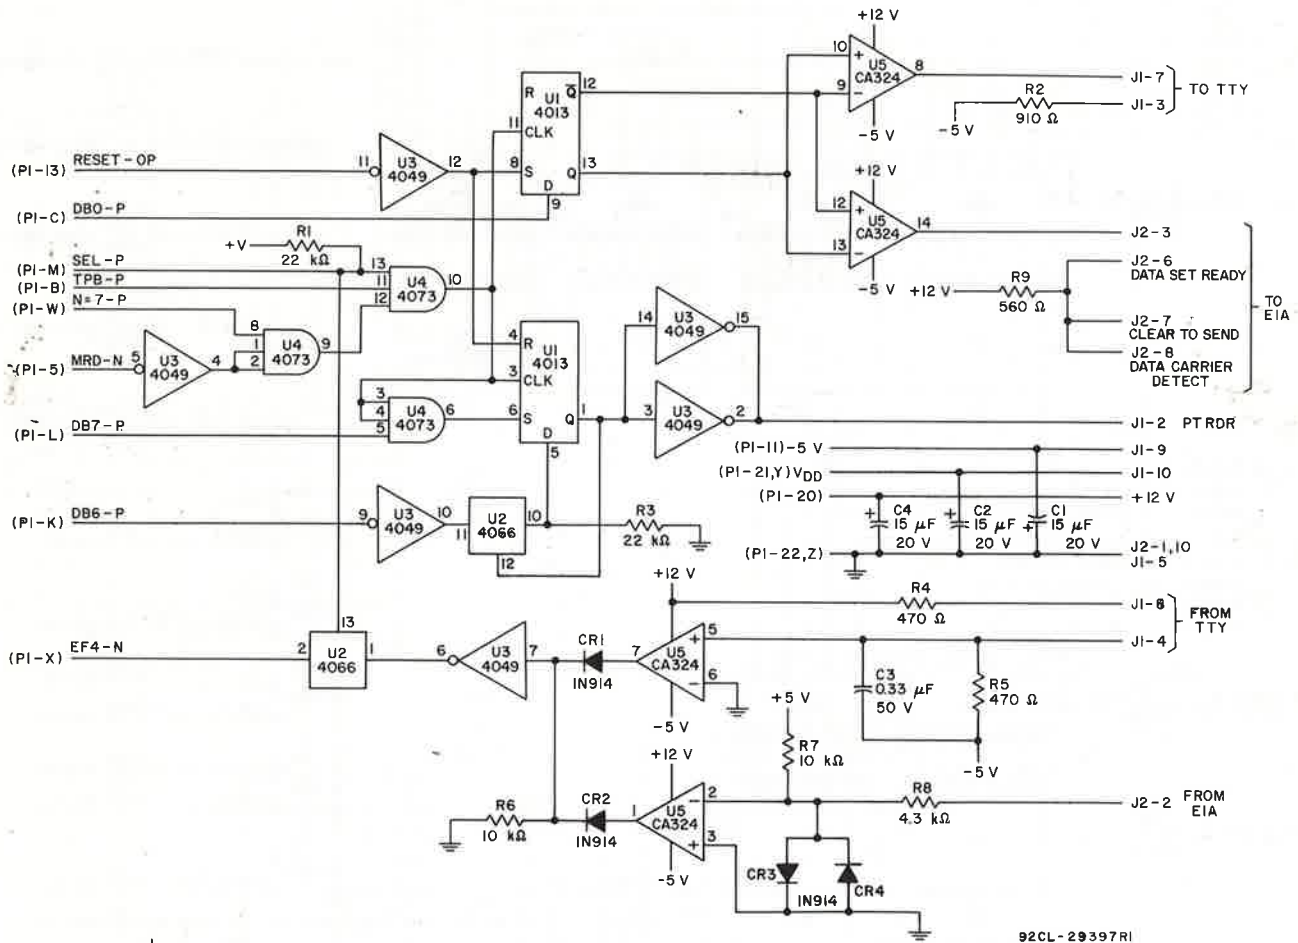 +12 V
10
+
U5
CA324
8
9
−
-5 V
J1-7
TO TTY
R2
910 Ω
-5 V
J1-3
R
U1
4013
Q̅
12
11
CLK
8
S
Q
13
D
9
(P1-13)
RESET-OP
11
U3
4049
12
(P1-C)
DB0-P
+12 V
12
+
U5
CA324
14
13
−
-5 V
J2-3
+V
R1
22 kΩ
(P1-M)
SEL-P
13
(P1-B)
TPB-P
11
(P1-W)
N=7-P
12
U4
4073
10
8
1
2
U4
4073
9
(P1-5)
MRD-N
5
U3
4049
4
+12 V
R9
560 Ω
J2-6
DATA SET READY
J2-7
CLEAR TO SEND
J2-8
DATA CARRIER
DETECT
TO
EIA
4
R
U1
4013
3
CLK
6
S
Q
1
D
5
14
U3
4049
15
3
U3
4049
2
J1-2 PTRDR
3
4
5
U4
4073
6
(P1-L)
DB7-P
(P1-K)
DB6-P
9
U3
4049
10
11
U2
4066
10
12
R3
22 kΩ
(P1-11)-5 V
J1-9
(P1-21,Y)VDD
J1-10
(P1-20)
+12 V
+
C4
15 μF
20 V
+
C2
15 μF
20 V
+
C1
15 μF
20 V
(P1-22,Z)
J2-1,10
J1-5
+12 V
R4
470 Ω
J1-6
FROM
TTY
J1-4
5
+
U5
CA324
7
6
−
-5 V
C3
0.33 μF
50 V
R5
470 Ω
-5 V
CR1
1N914
7
U3
4049
6
13
2
U2
4066
1
(P1-X)
EF4-N
+5 V
R7
10 kΩ
+12 V
2
−
U5
CA324
1
3
+
-5 V
R8
4.3 kΩ
J2-2
FROM
EIA
R6
10 kΩ
CR2
1N914
CR3
1N914
CR4
92CL-29397R1